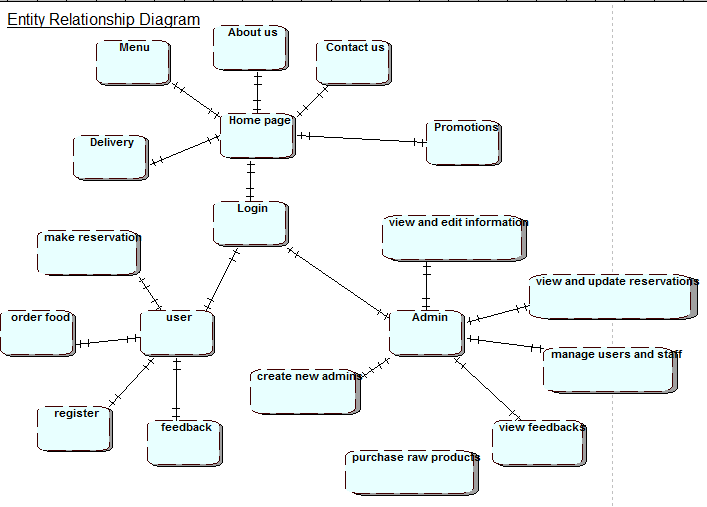 Entity Relationship Diagram
About us
Menu
Contact us
Home page
Promotions
Delivery
Login
view and edit information
make reservation
view and update reservations
order food
user
Admin
manage users and staff
create new admins
register
feedback
view feedbacks
purchase raw products